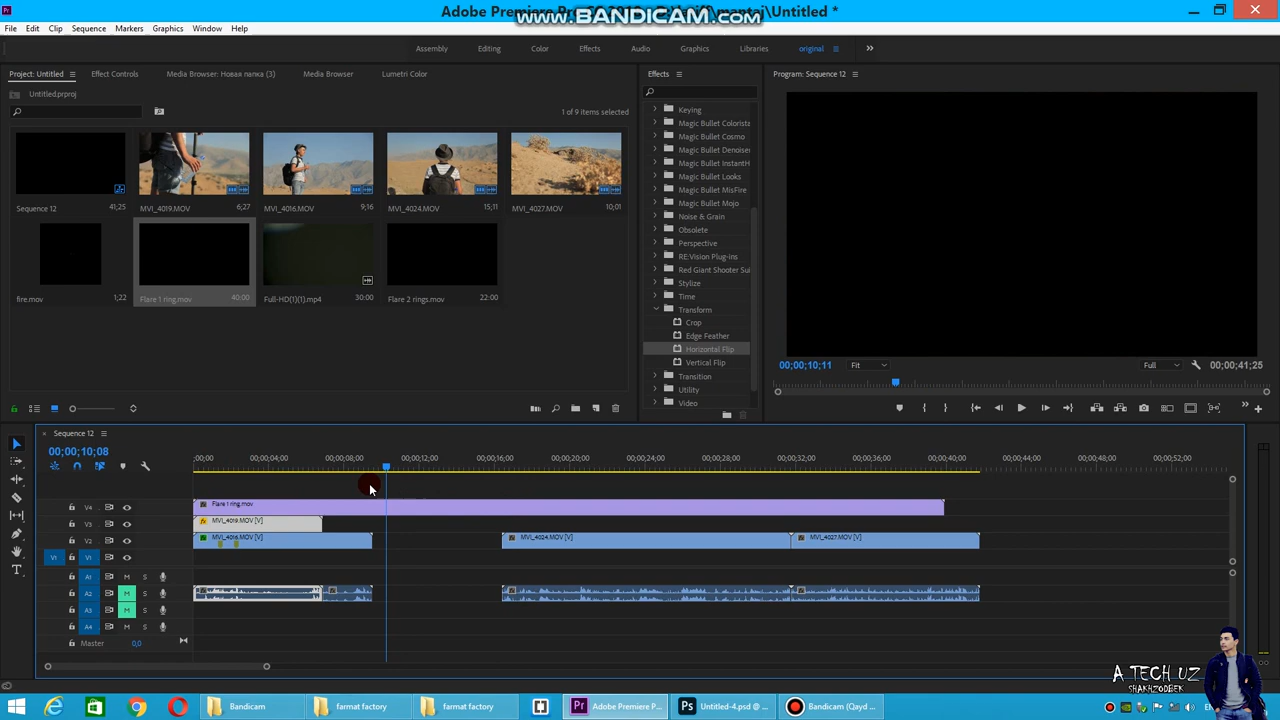 Adobe Premiere Pro
www.BANDICAM.com
\Untitled *
File Edit Clip Sequence Markers Graphics Window Help
Assembly Editing Color Effects Audio Graphics Libraries original
Project: Untitled Effect Controls Media Browser: Новая папка (3) Media Browser Lumetri Color
Untitled.prproj
1 of 9 items selected
Sequence 12 41;25
MVI_4019.MOV 6;27
MVI_4016.MOV 9;16
MVI_4024.MOV 15;11
MVI_4027.MOV 10;01
fire.mov 1;22
Flare 1 ring.mov 40:00
Full-HD(1)(1).mp4 30:00
Flare 2 rings.mov 22:00
Effects
Keying
Magic Bullet Colorista
Magic Bullet Cosmo
Magic Bullet Denoiser
Magic Bullet InstantH
Magic Bullet Looks
Magic Bullet MisFire
Magic Bullet Mojo
Noise & Grain
Obsolete
Perspective
RE:Vision Plug-ins
Red Giant Shooter Sui
Stylize
Time
Transform
Crop
Edge Feather
Horizontal Flip
Vertical Flip
Transition
Utility
Video
Program: Sequence 12
00;00;10;11 Fit Full 00;00;41;25
Sequence 12
00;00;10;08
;00;00 00;00;04;00 00;00;08;00 00;00;12;00 00;00;16;00 00;00;20;00 00;00;24;00 00;00;28;00 00;00;32;00 00;00;36;00 00;00;40;00 00;00;44;00 00;00;48;00 00;00;52;00
V4 Flare 1 ring.mov
V3 MVI_4019.MOV [V]
V2 MVI_4016.MOV [V] MVI_4024.MOV [V] MVI_4027.MOV [V]
V1 V1
A1 M S
A2 M S
A3 M S
A4 M S
Master 0,0
A TECH UZ
SHAKHZODBEK
Bandicam format factory format factory Adobe Premiere P... Untitled-4.psd @ ... Bandicam (Qayd ...